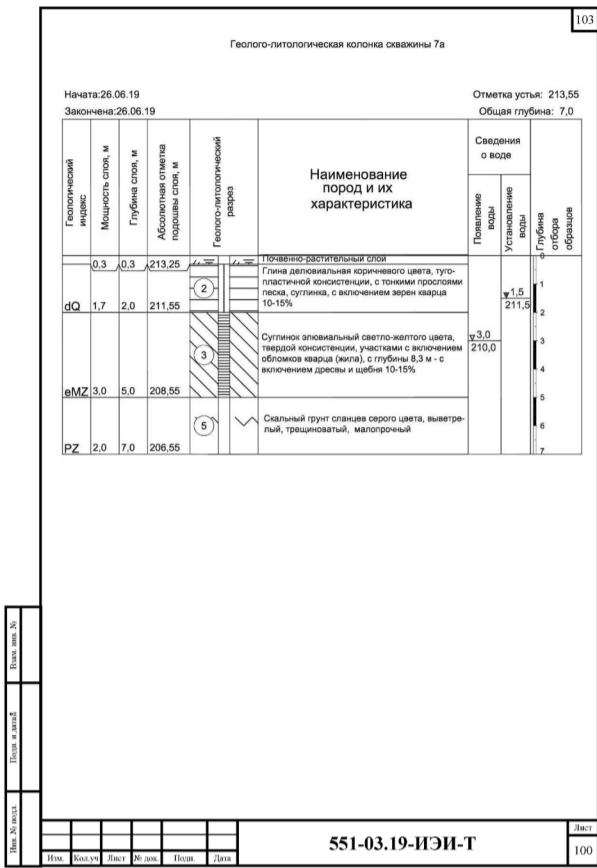 103
Геолого-литологическая колонка скважины 7а
Начата:26.06.19
Отметка устья: 213,55
Закончена:26.06.19
Общая глубина: 7,0
Геологический индекс
Мощность слоя, м
Глубина слоя, м
Абсолютная отметка подошвы слоя, м
Геолого-литологический разрез
Наименование
пород и их
характеристика
Сведения
о воде
Появление воды
Установление воды
Глубина отбора образцов
0,3 0,3 213,25
Почвенно-растительный слой
0
Глина делювиальная коричневого цвета, туго-
пластичной консистенции, с тонкими прослоями
песка, суглинка, с включением зерен кварца
10-15%
2
dQ 1,7 2,0 211,55
1,5
211,5
1
2
Суглинок элювиальный светло-желтого цвета,
твердой консистенции, участками с включением
обломков кварца (жила), с глубины 8,3 м - с
включением дресвы и щебня 10-15%
3
eMZ 3,0 5,0 208,55
3,0
210,0
3
4
5
Скальный грунт сланцев серого цвета, выветре-
лый, трещиноватый, малопрочный
5
PZ 2,0 7,0 206,55
6
7
Взам. инв. №
Подп. и дата
Инв. № подл.
Изм. Кол.уч Лист № док. Подп. Дата
551-03.19-ИЭИ-Т
Лист
100